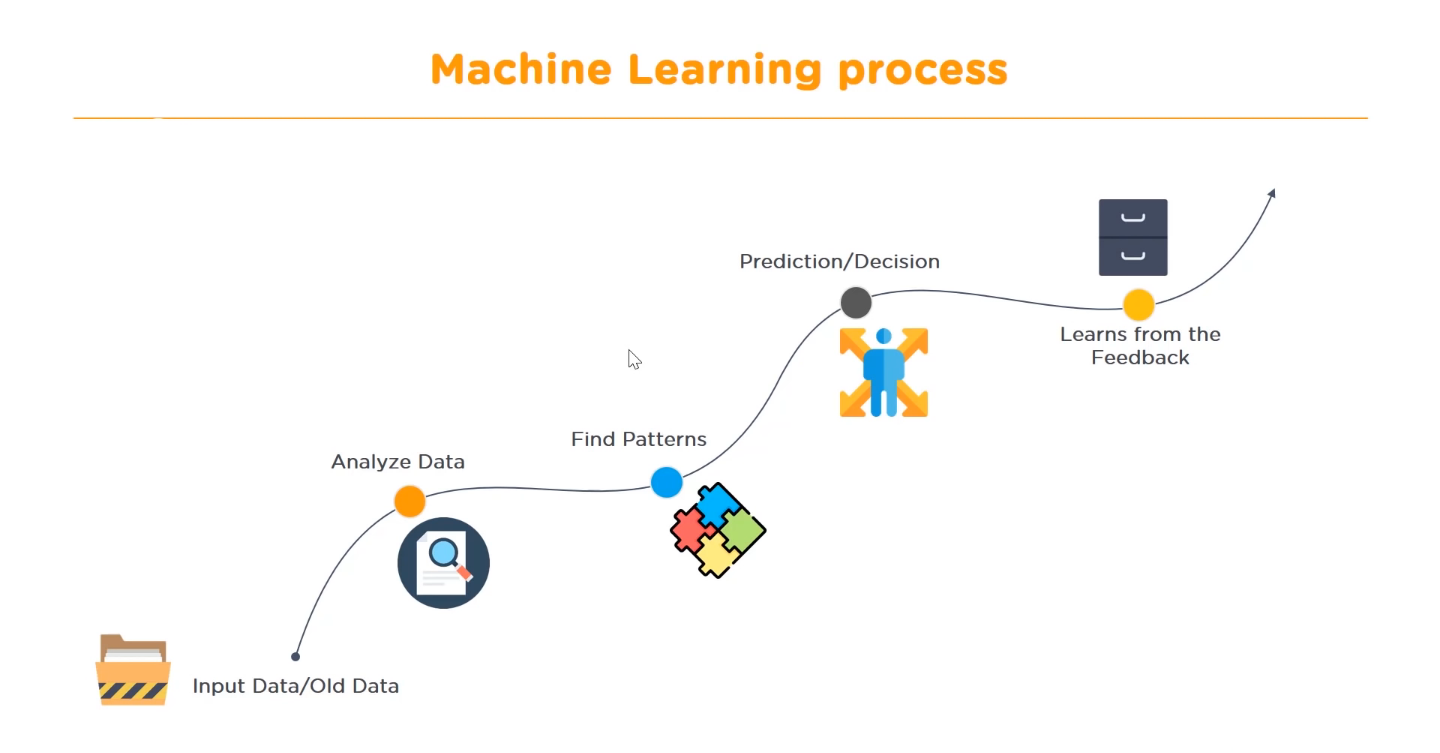 Machine Learning process
Prediction/Decision
Learns from the
Feedback
Find Patterns
Analyze Data
Input Data/Old Data